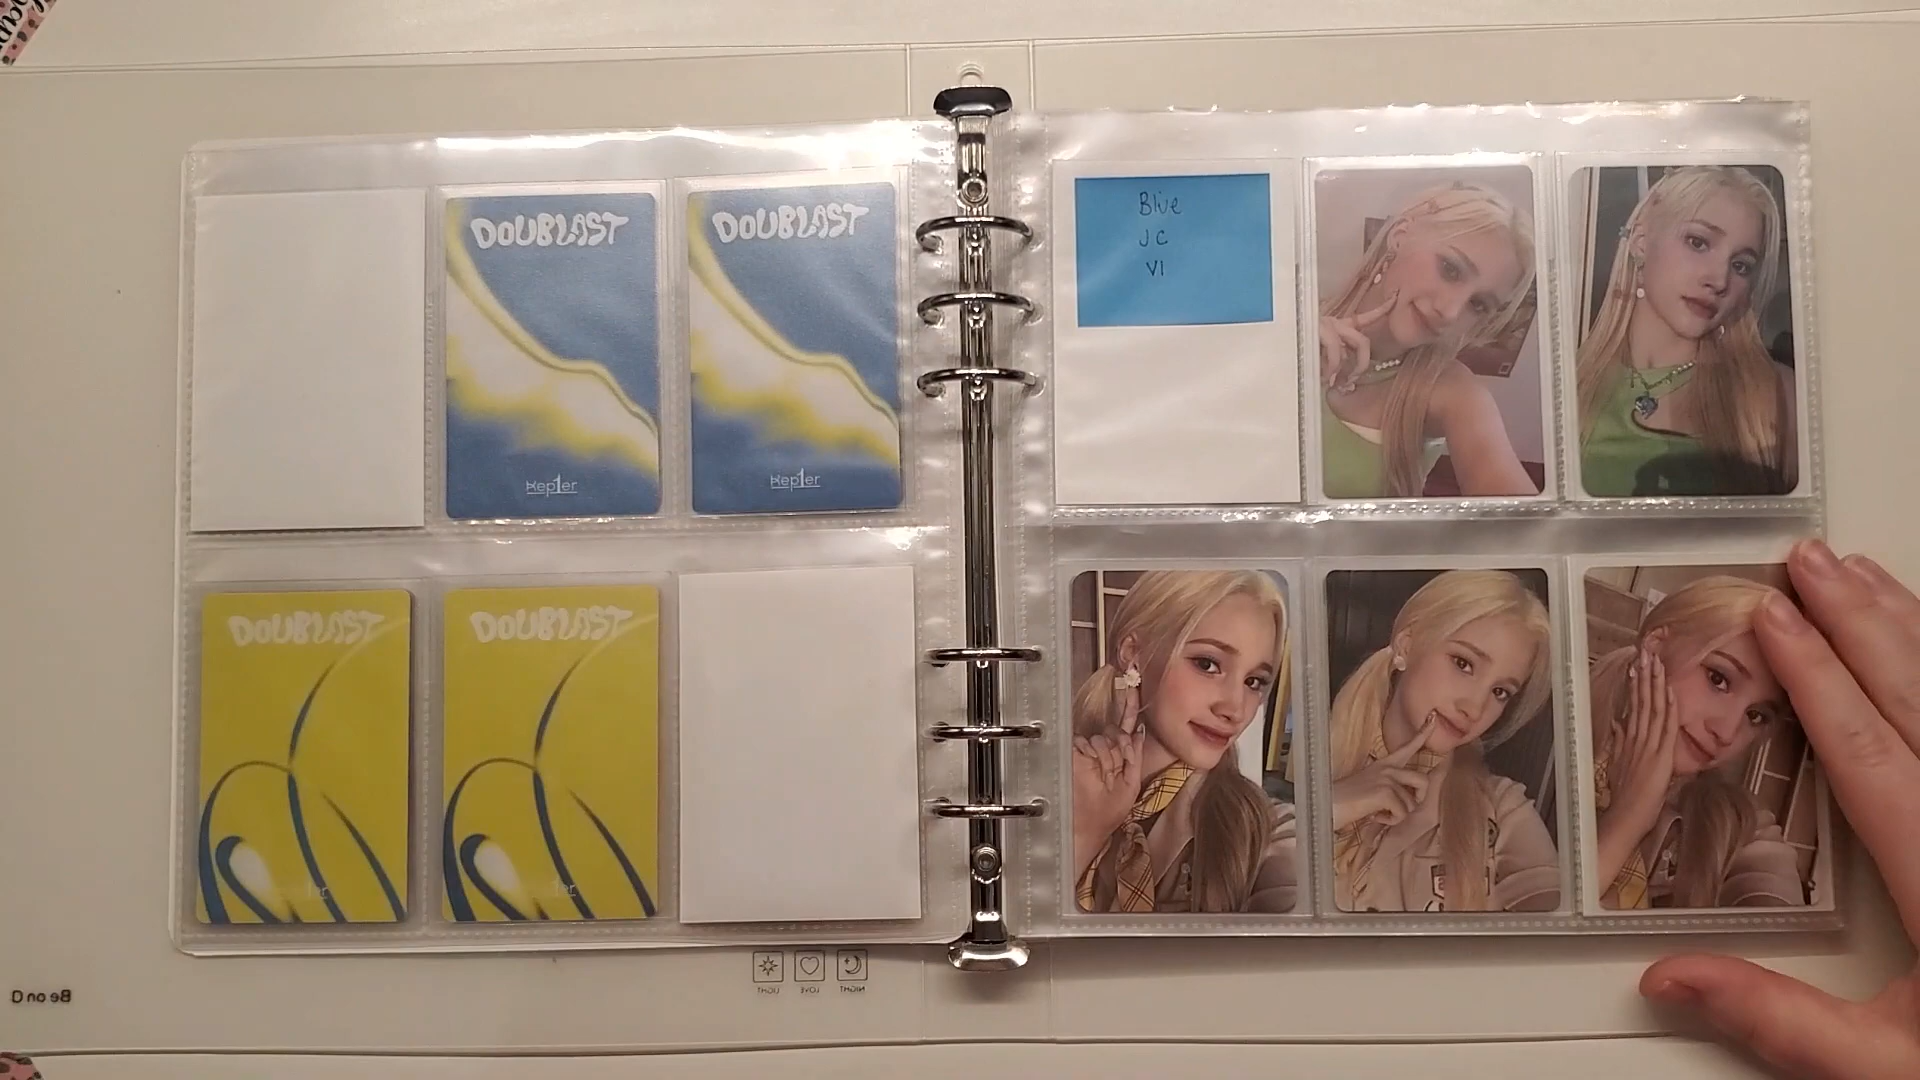 DOUBLAST
Kep1er
DOUBLAST
Kep1er
DOUBLAST
DOUBLAST
Blue
JC
V1
Be on D
LIGHT
LOVE
NIGHT